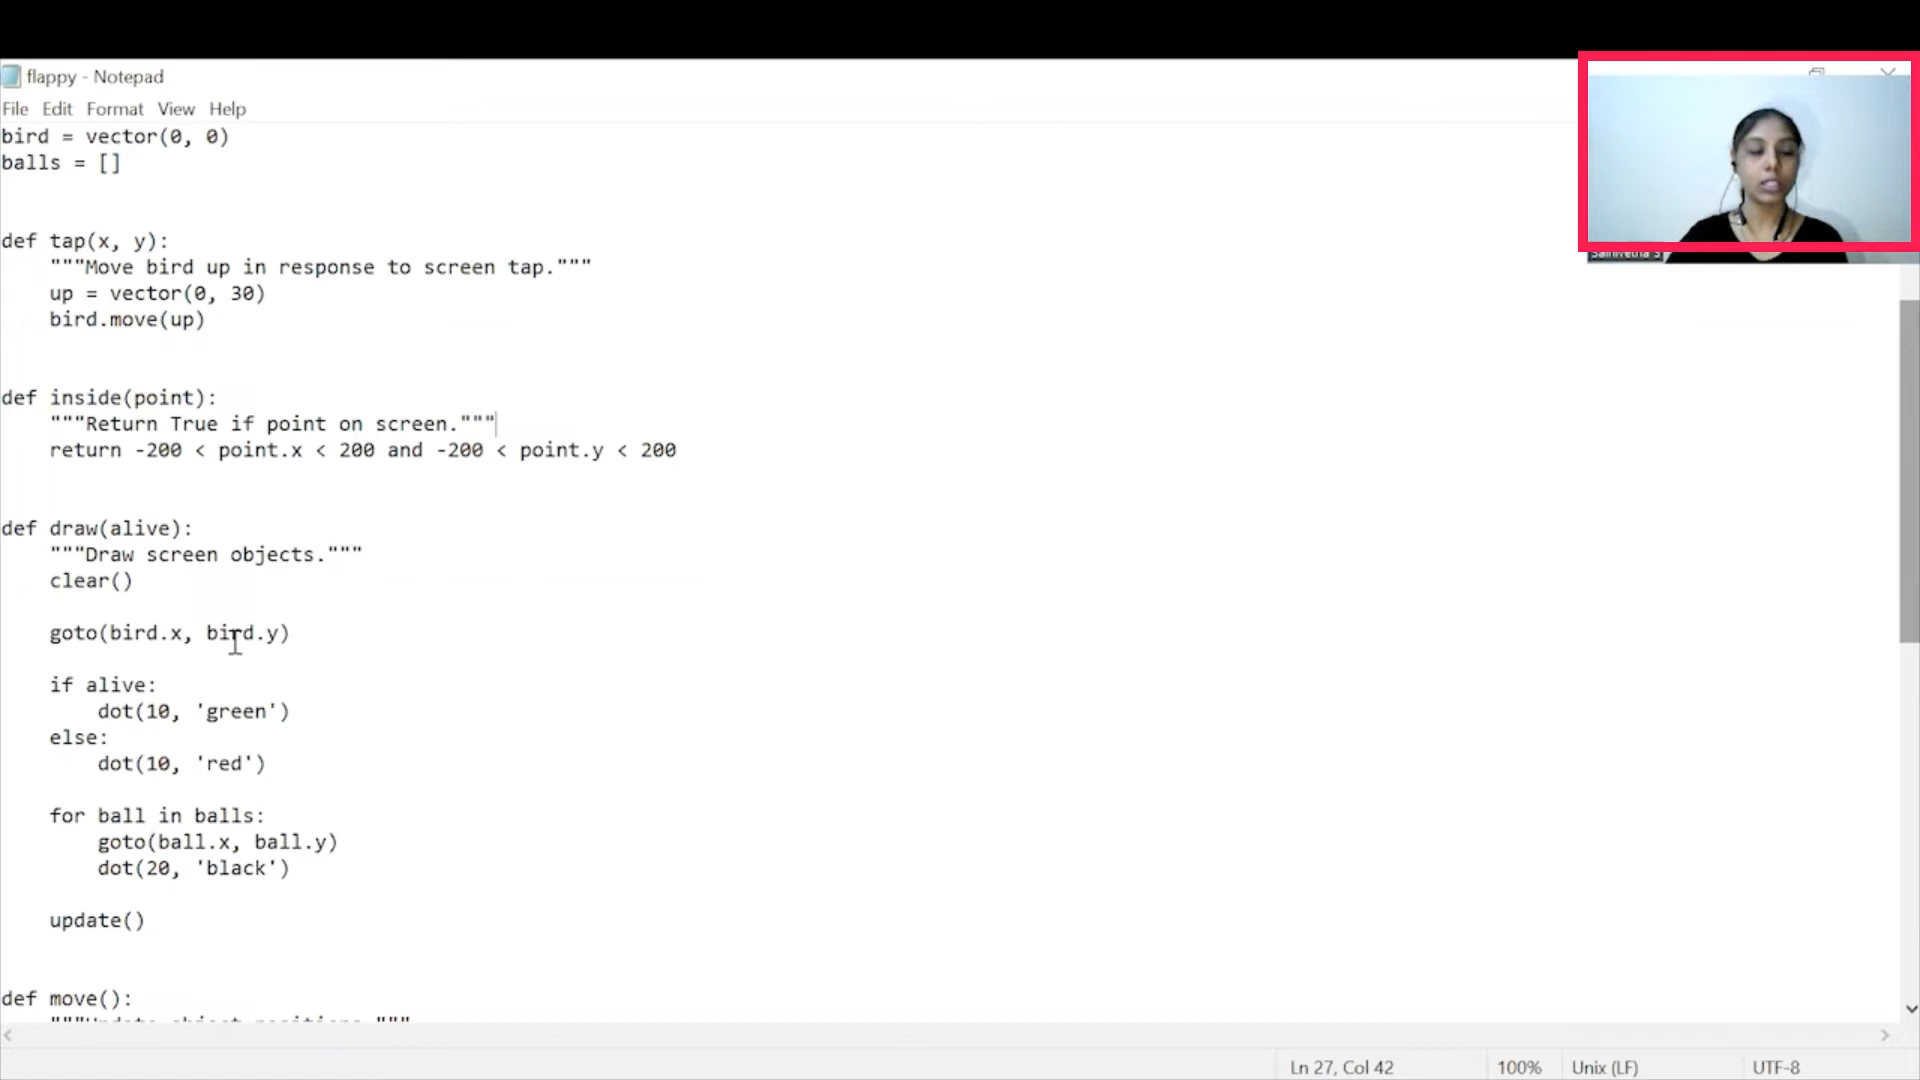 flappy - Notepad
File Edit Format View Help
bird = vector(0, 0)
balls = []
def tap(x, y):
    """Move bird up in response to screen tap."""
    up = vector(0, 30)
    bird.move(up)
def inside(point):
    """Return True if point on screen."""
    return -200 < point.x < 200 and -200 < point.y < 200
def draw(alive):
    """Draw screen objects."""
    clear()
    goto(bird.x, bird.y)
    if alive:
        dot(10, 'green')
    else:
        dot(10, 'red')
    for ball in balls:
        goto(ball.x, ball.y)
        dot(20, 'black')
    update()
def move():
    """Update object positions."""
Ln 27, Col 42
100%
Unix (LF)
UTF-8